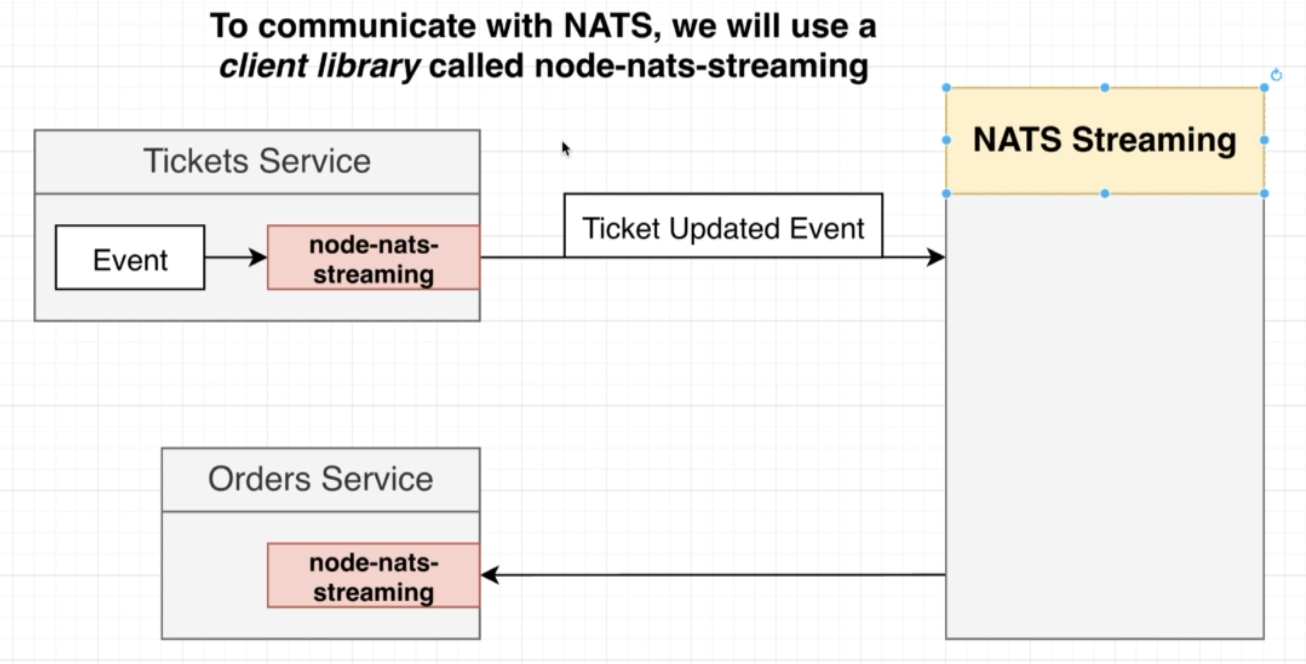 To communicate with NATS, we will use a
client library called node-nats-streaming
NATS Streaming
Tickets Service
Event
node-nats-
streaming
Ticket Updated Event
Orders Service
node-nats-
streaming